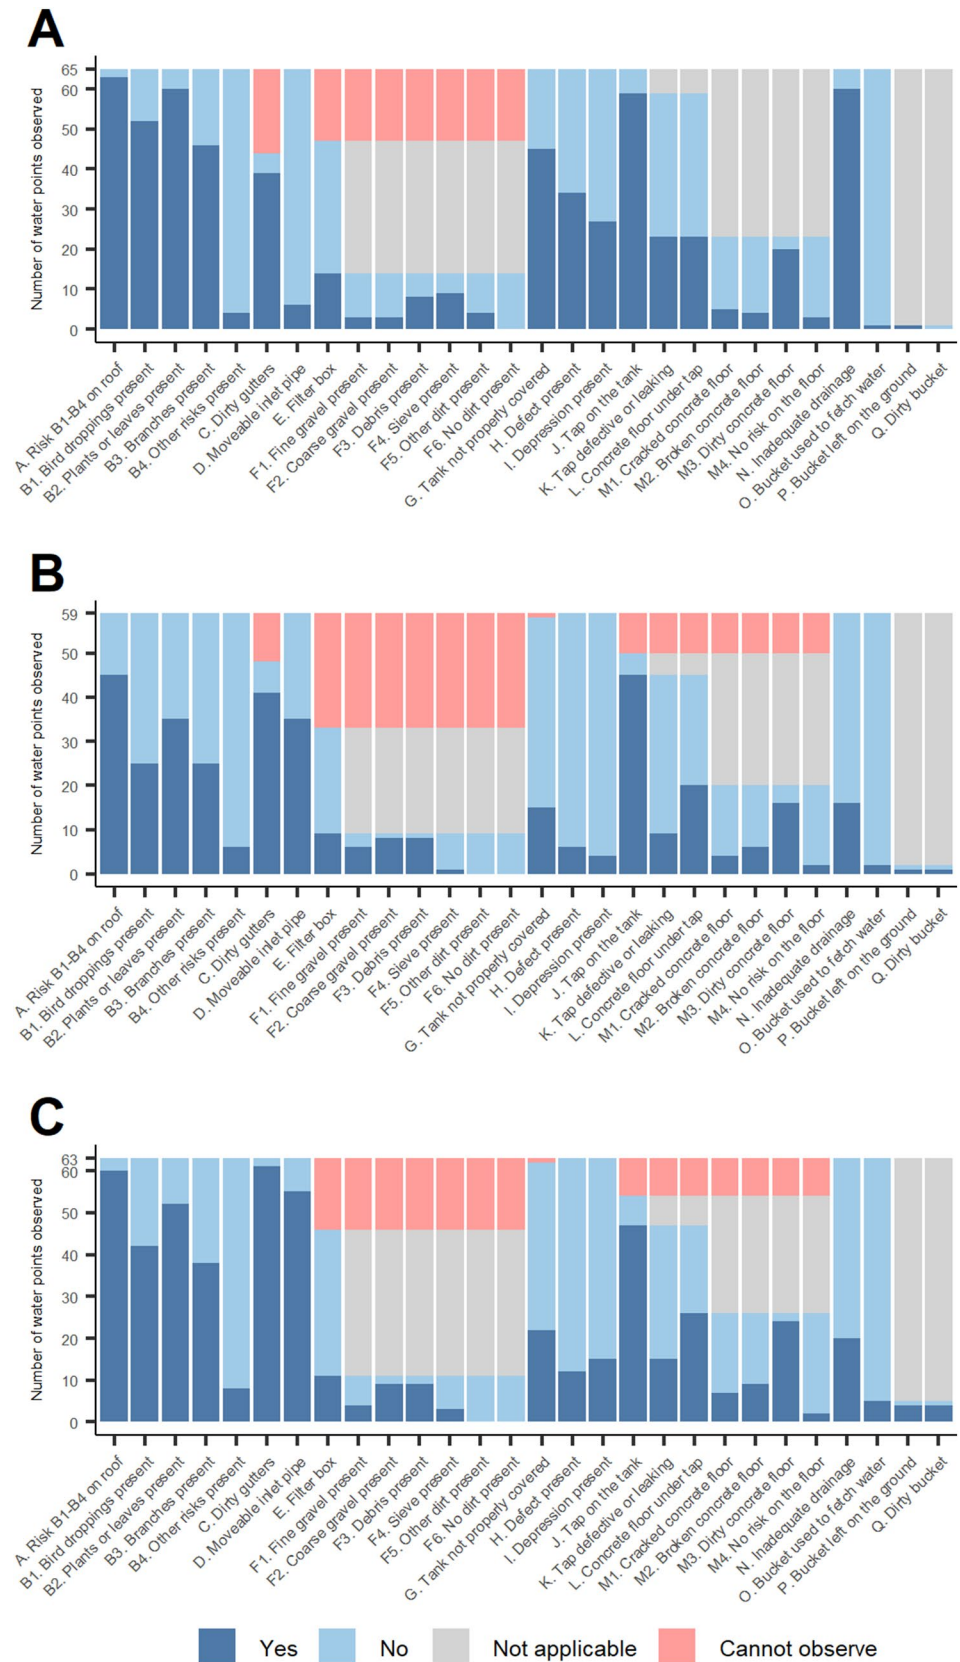 A
Number of water points observed
65
60
50
40
30
20
10
0
A. Risk B1-B4 on roof
B1. Bird droppings present
B2. Plants or leaves present
B3. Branches present
B4. Other risks present
C. Dirty gutters
D. Moveable inlet pipe
E. Filter box
F1. Fine gravel present
F2. Coarse gravel present
F3. Debris present
F4. Sieve present
F5. Other dirt present
F6. No dirt present
G. Tank not properly covered
H. Defect present
I. Depression present
J. Tap on the tank
K. Tap defective or leaking
L. Concrete floor under tap
M1. Cracked concrete floor
M2. Broken concrete floor
M3. Dirty concrete floor
M4. No risk on the floor
N. Inadequate drainage
O. Bucket used to fetch water
P. Bucket left on the ground
Q. Dirty bucket
B
Number of water points observed
59
50
40
30
20
10
0
A. Risk B1-B4 on roof
B1. Bird droppings present
B2. Plants or leaves present
B3. Branches present
B4. Other risks present
C. Dirty gutters
D. Moveable inlet pipe
E. Filter box
F1. Fine gravel present
F2. Coarse gravel present
F3. Debris present
F4. Sieve present
F5. Other dirt present
F6. No dirt present
G. Tank not properly covered
H. Defect present
I. Depression present
J. Tap on the tank
K. Tap defective or leaking
L. Concrete floor under tap
M1. Cracked concrete floor
M2. Broken concrete floor
M3. Dirty concrete floor
M4. No risk on the floor
N. Inadequate drainage
O. Bucket used to fetch water
P. Bucket left on the ground
Q. Dirty bucket
C
Number of water points observed
63
60
50
40
30
20
10
0
A. Risk B1-B4 on roof
B1. Bird droppings present
B2. Plants or leaves present
B3. Branches present
B4. Other risks present
C. Dirty gutters
D. Moveable inlet pipe
E. Filter box
F1. Fine gravel present
F2. Coarse gravel present
F3. Debris present
F4. Sieve present
F5. Other dirt present
F6. No dirt present
G. Tank not properly covered
H. Defect present
I. Depression present
J. Tap on the tank
K. Tap defective or leaking
L. Concrete floor under tap
M1. Cracked concrete floor
M2. Broken concrete floor
M3. Dirty concrete floor
M4. No risk on the floor
N. Inadequate drainage
O. Bucket used to fetch water
P. Bucket left on the ground
Q. Dirty bucket
Yes No Not applicable Cannot observe